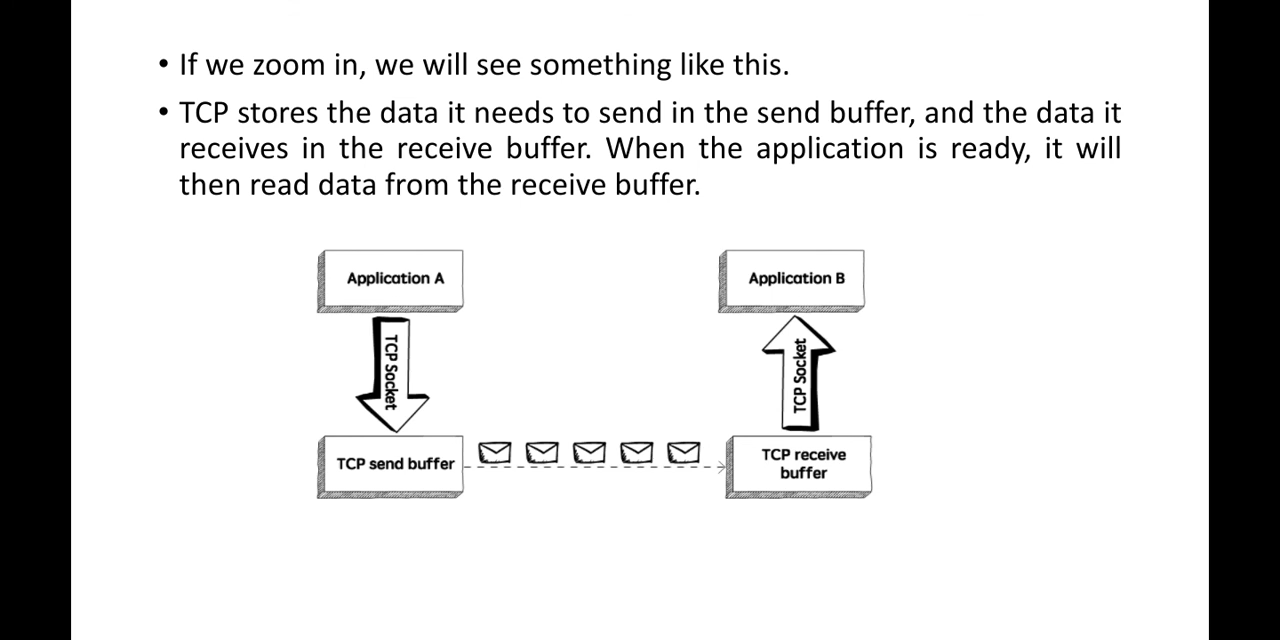 • If we zoom in, we will see something like this.
• TCP stores the data it needs to send in the send buffer, and the data it
receives in the receive buffer. When the application is ready, it will
then read data from the receive buffer.
Application A
Application B
TCP Socket
TCP Socket
TCP send buffer
TCP receive
buffer